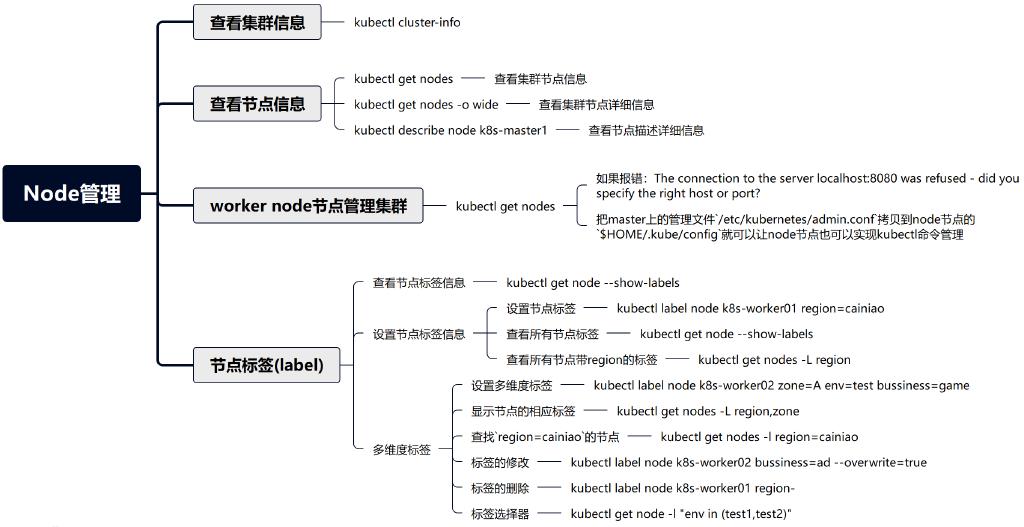 Node管理
查看集群信息
kubectl cluster-info
查看节点信息
kubectl get nodes
查看集群节点信息
kubectl get nodes -o wide
查看集群节点详细信息
kubectl describe node k8s-master1
查看节点描述详细信息
worker node节点管理集群
kubectl get nodes
如果报错：The connection to the server localhost:8080 was refused - did you
specify the right host or port?
把master上的管理文件`/etc/kubernetes/admin.conf`拷贝到node节点的
`$HOME/.kube/config`就可以让node节点也可以实现kubectl命令管理
节点标签(label)
查看节点标签信息
kubectl get node --show-labels
设置节点标签信息
设置节点标签
kubectl label node k8s-worker01 region=cainiao
查看所有节点标签
kubectl get node --show-labels
查看所有节点带region的标签
kubectl get nodes -L region
多维度标签
设置多维度标签
kubectl label node k8s-worker02 zone=A env=test bussiness=game
显示节点的相应标签
kubectl get nodes -L region,zone
查找`region=cainiao`的节点
kubectl get nodes -l region=cainiao
标签的修改
kubectl label node k8s-worker02 bussiness=ad --overwrite=true
标签的删除
kubectl label node k8s-worker01 region-
标签选择器
kubectl get node -l "env in (test1,test2)"